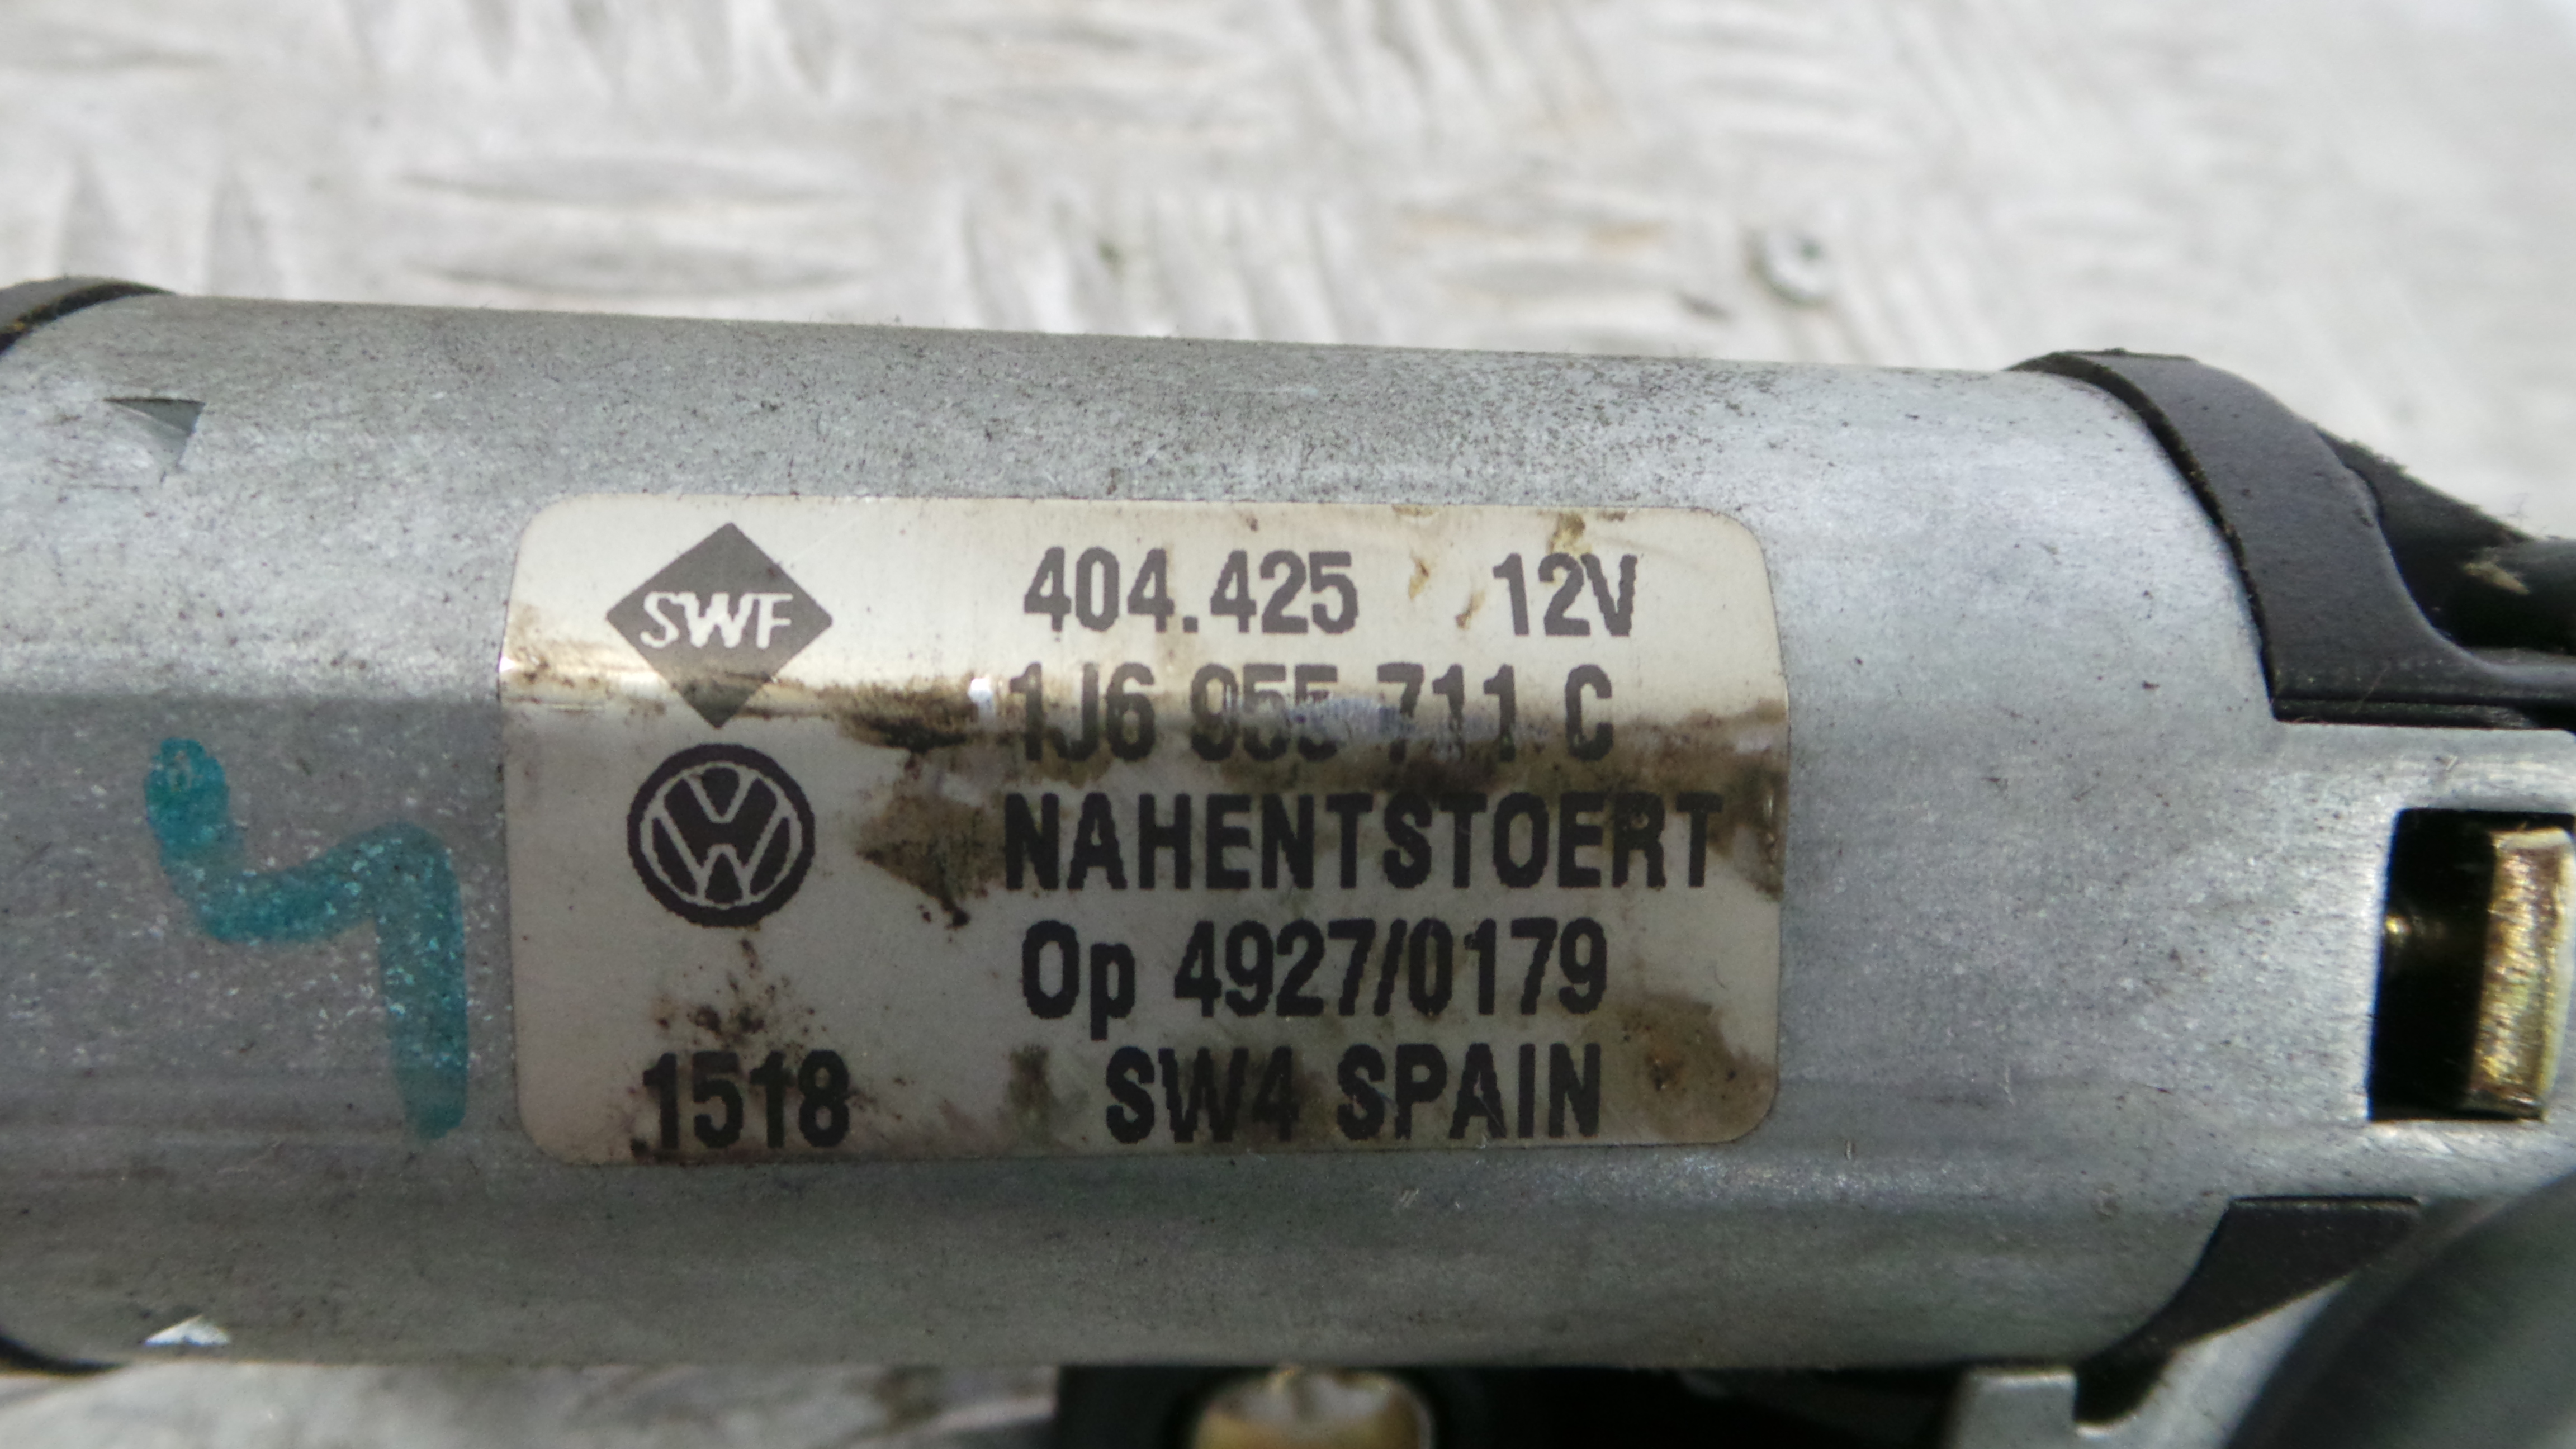 SWF
404.425 12V
1J6 955 711 C
NAHENTSTOERT
Op 4927/0179
1518 SW4 SPAIN